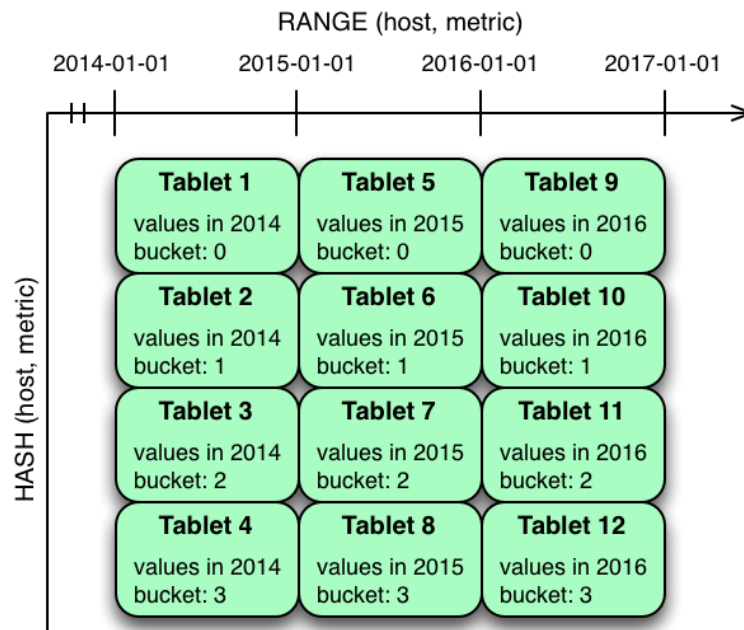 RANGE (host, metric)
2014-01-01 2015-01-01 2016-01-01 2017-01-01
HASH (host, metric)
Tablet 1
values in 2014
bucket: 0
Tablet 5
values in 2015
bucket: 0
Tablet 9
values in 2016
bucket: 0
Tablet 2
values in 2014
bucket: 1
Tablet 6
values in 2015
bucket: 1
Tablet 10
values in 2016
bucket: 1
Tablet 3
values in 2014
bucket: 2
Tablet 7
values in 2015
bucket: 2
Tablet 11
values in 2016
bucket: 2
Tablet 4
values in 2014
bucket: 3
Tablet 8
values in 2015
bucket: 3
Tablet 12
values in 2016
bucket: 3